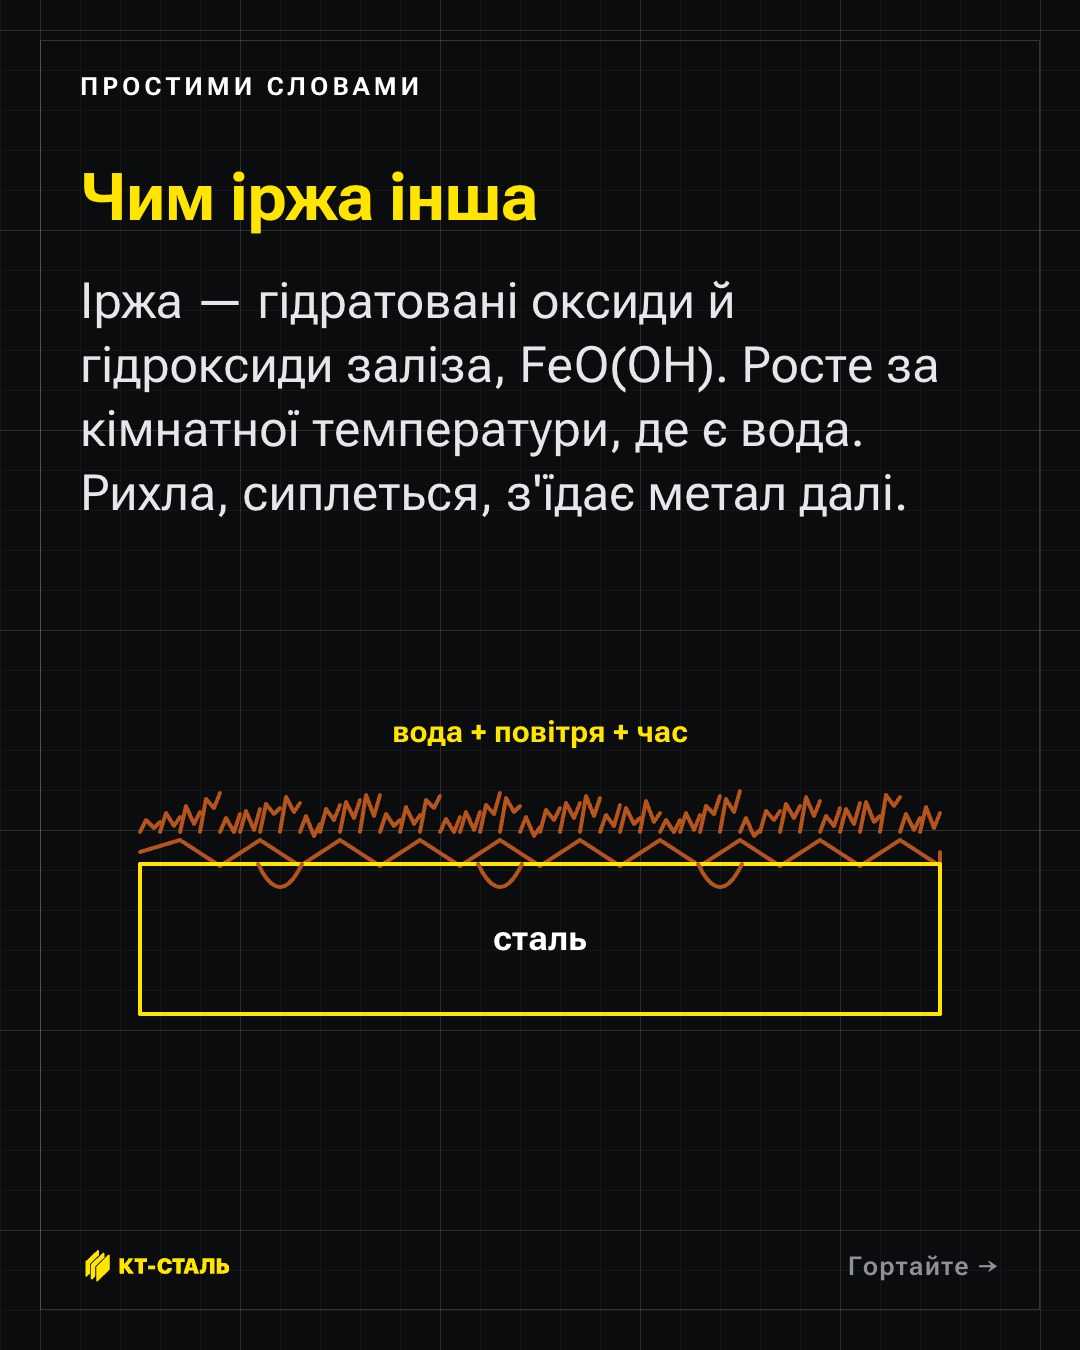 ПРОСТИМИ СЛОВАМИ
Чим іржа інша
Іржа — гідратовані оксиди й
гідроксиди заліза, FeO(OH). Росте за
кімнатної температури, де є вода.
Рихла, сиплеться, з'їдає метал далі.
вода + повітря + час
сталь
КТ-СТАЛЬ
Гортайте →